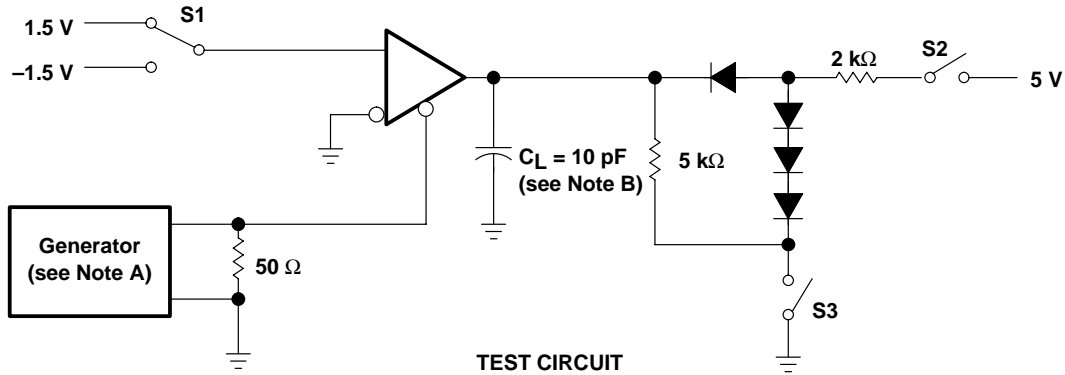 S1
1.5 V
–1.5 V
S2
2 kΩ
5 V
CL = 10 pF
(see Note B)
5 kΩ
Generator
(see Note A)
50 Ω
S3
TEST CIRCUIT